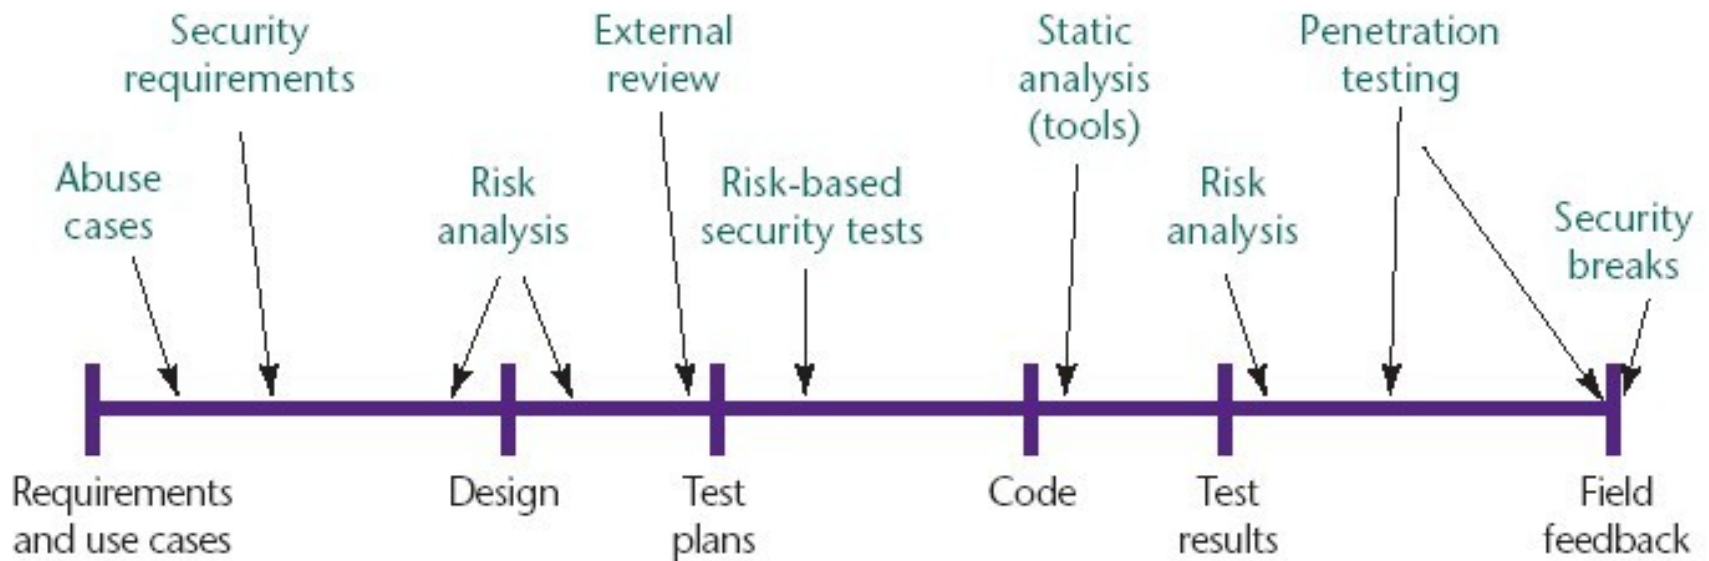 Security
requirements
External
review
Static
analysis
(tools)
Penetration
testing
Abuse
cases
Risk
analysis
Risk-based
security tests
Risk
analysis
Security
breaks
Requirements
and use cases
Design
Test
plans
Code
Test
results
Field
feedback